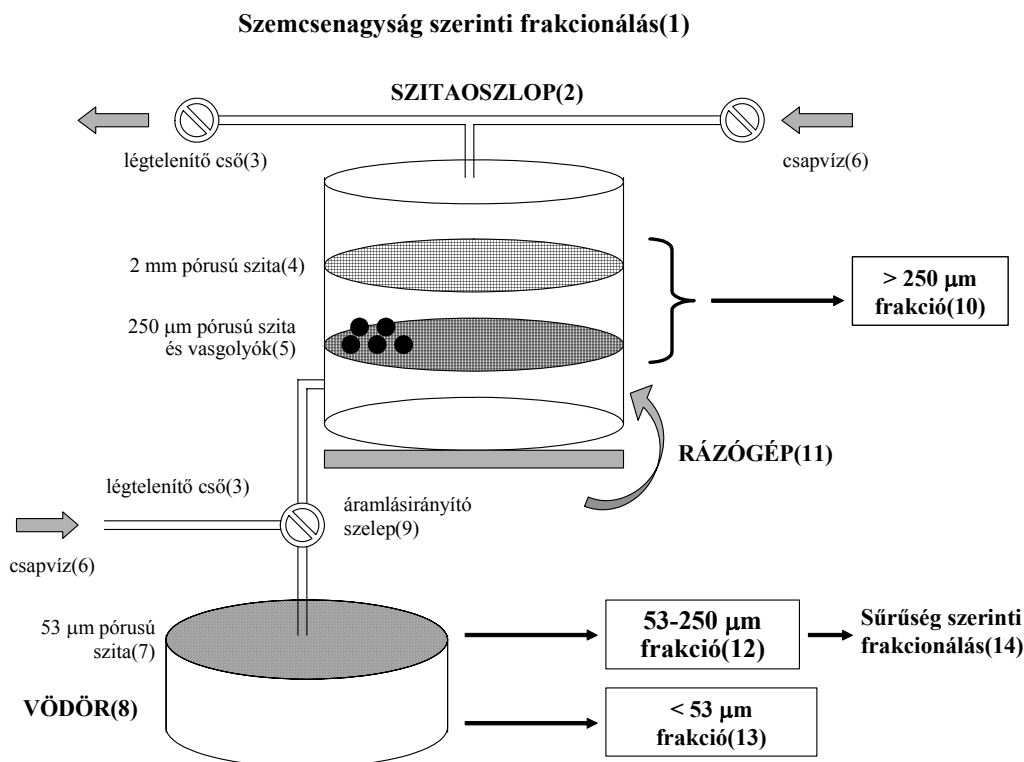 Szemcsenagyság szerinti frakcionálás(1)
SZITAOSZLOP(2)
légtelenítő cső(3)
csapvíz(6)
2 mm pórusú szita(4)
> 250 μm
frakció(10)
250 μm pórusú szita
és vasgolyók(5)
RÁZÓGÉP(11)
légtelenítő cső(3)
áramlásirányító
szelep(9)
csapvíz(6)
53 μm pórusú
szita(7)
53-250 μm
frakció(12)
Sűrűség szerinti
frakcionálás(14)
VÖDÖR(8)
< 53 μm
frakció(13)